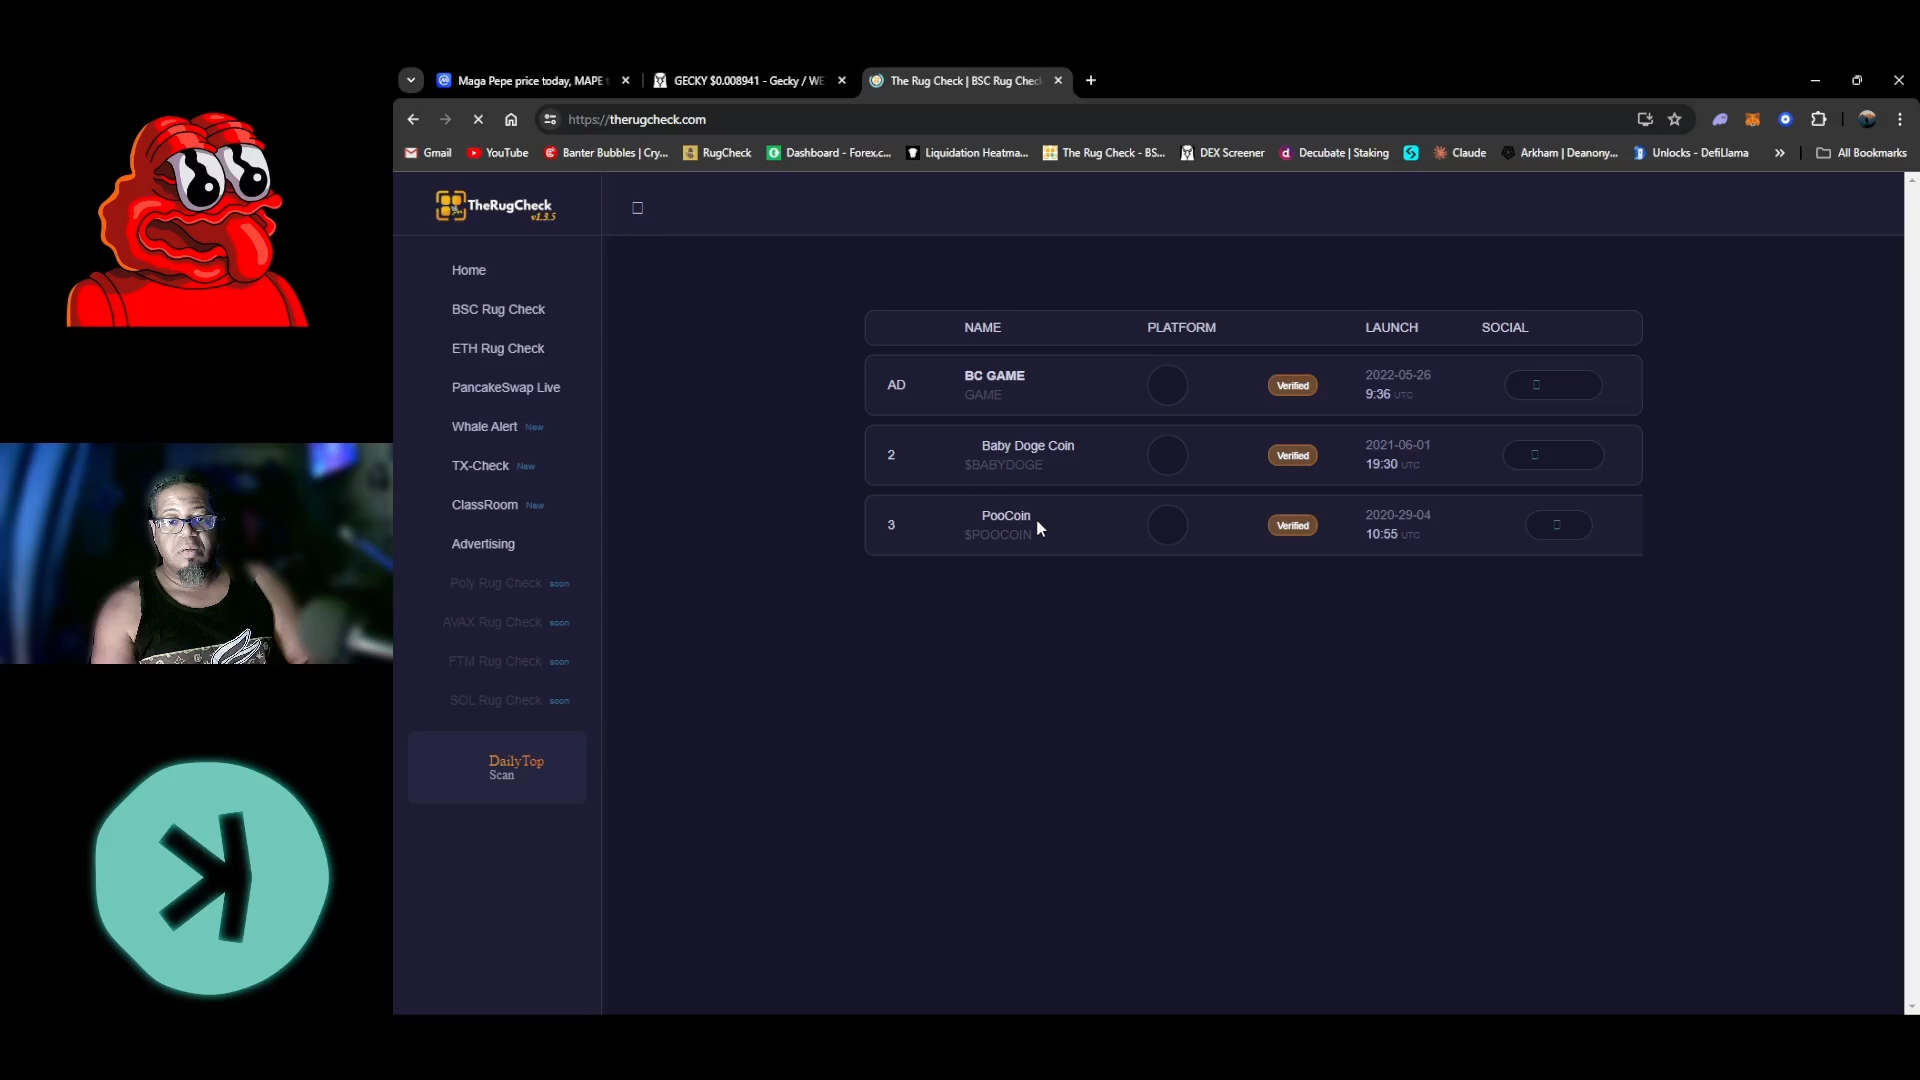 Maga Pepe price today, MAPE t
GECKY $0.008941 - Gecky / WE
The Rug Check | BSC Rug Chec
https://therugcheck.com
Gmail
YouTube
Banter Bubbles | Cry...
RugCheck
Dashboard - Forex.c...
Liquidation Heatma...
The Rug Check - BS...
DEX Screener
Decubate | Staking
Claude
Arkham | Deanony...
Unlocks - DefiLlama
All Bookmarks
TheRugCheck
v1.3.5
Home
BSC Rug Check
ETH Rug Check
PancakeSwap Live
Whale Alert New
TX-Check New
ClassRoom New
Advertising
Poly Rug Check soon
AVAX Rug Check soon
FTM Rug Check soon
SOL Rug Check soon
DailyTop
Scan
NAME PLATFORM LAUNCH SOCIAL
AD BC GAME GAME Verified 2022-05-26 9:36 UTC
2 Baby Doge Coin $BABYDOGE Verified 2021-06-01 19:30 UTC
3 PooCoin $POOCOIN Verified 2020-29-04 10:55 UTC